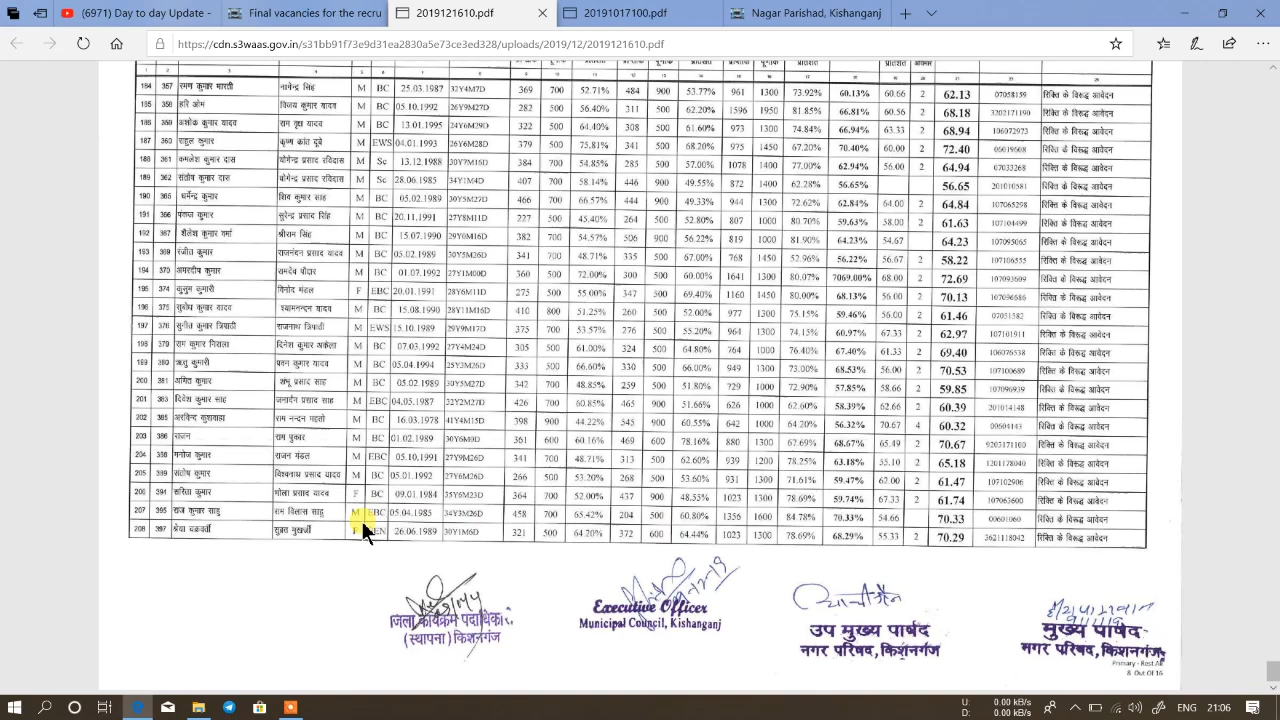 (6971) Day to day Update
Final vacancies for the recru
2019121610.pdf
20191017100.pdf
Nagar Parishad, Kishanganj
https://cdn.s3waas.gov.in/s31bb91f73e9d31ea2830a5e73ce3ed328/uploads/2019/12/2019121610.pdf
184 357 रमण कुमार भारती नागेन्द्र सिंह M BC 25.03.1987 32Y4M7D 369 700 52.71% 484 900 53.77% 961 1300 73.92% 60.13% 60.66 2 62.13 07058159 रिक्ति के विरूद्ध आवेदन
185 358 हरि ओम विजय कुमार यादव M BC 05.10.1992 26Y9M27D 282 500 56.40% 311 500 62.20% 1596 1950 81.85% 66.81% 60.56 2 68.18 3202171190 रिक्ति के विरूद्ध आवेदन
186 359 अशोक कुमार यादव राम वृक्ष यादव M BC 13.01.1995 24Y6M29D 322 500 64.40% 308 500 61.60% 973 1300 74.84% 66.94% 63.33 2 68.94 106072973 रिक्ति के विरूद्ध आवेदन
187 360 राहुल कुमार कृष्ण कांत दूबे M EWS 04.01.1993 26Y6M28D 379 500 75.81% 341 500 68.20% 975 1450 67.20% 70.40% 60.00 2 72.40 06019608 रिक्ति के विरूद्ध आवेदन
188 361 कमलेश कुमार दास योगेन्द्र प्रसाद रविदास M Sc 13.12.1988 30Y7M16D 384 700 54.85% 285 500 57.00% 1078 1400 77.00% 62.94% 56.00 2 64.94 07033268 रिक्ति के विरूद्ध आवेदन
189 362 संतोष कुमार दास योगेन्द्र प्रसाद रविदास M Sc 28.06.1985 34Y1M4D 407 700 58.14% 446 900 49.55% 872 1400 62.28% 56.65% 56.65 201010581 रिक्ति के विरूद्ध आवेदन
190 365 धर्मेन्द्र कुमार शिव कुमार साह M BC 05.02.1989 30Y5M27D 466 700 66.57% 444 900 49.33% 944 1300 72.62% 62.84% 64.00 2 64.84 107065298 रिक्ति के विरूद्ध आवेदन
191 366 पंकज कुमार सुरेन्द्र प्रसाद सिंह M BC 20.11.1991 27Y8M11D 227 500 45.40% 264 500 52.80% 807 1000 80.70% 59.63% 58.00 2 61.63 107104499 रिक्ति के विरूद्ध आवेदन
192 367 शैलेश कुमार वर्मा श्रीराम सिंह M BC 15.07.1990 29Y0M16D 382 700 54.57% 506 900 56.22% 819 1000 81.90% 64.23% 54.67 64.23 107095065 रिक्ति के विरूद्ध आवेदन
193 369 रंजीत कुमार राजनंदन प्रसाद यादव M BC 05.02.1989 30Y5M26D 341 700 48.71% 335 500 67.00% 768 1450 52.96% 56.22% 56.67 2 58.22 107106555 रिक्ति के विरूद्ध आवेदन
194 370 अमरदीप कुमार रामदेव पोद्दार M BC 01.07.1992 27Y1M00D 360 500 72.00% 300 500 60.00% 1641 1300 80.07% 7069.00% 68.00 2 72.69 107093609 रिक्ति के विरूद्ध आवेदन
195 374 कुसुम कुमारी विनोद मंडल F EBC 20.01.1991 28Y6M11D 275 500 55.00% 347 500 69.40% 1160 1450 80.00% 68.13% 56.00 2 70.13 107096686 रिक्ति के विरूद्ध आवेदन
196 375 सुबोध कुमार यादव श्यामनन्दन यादव M BC 15.08.1990 28Y11M16D 410 800 51.25% 260 500 52.00% 977 1300 75.15% 59.46% 56.00 2 61.46 07051582 रिक्ति के विरूद्ध आवेदन
197 376 सुनीत कुमार त्रिपाठी राजनाथ त्रिपाठी M EWS 15.10.1989 29Y9M17D 375 700 53.57% 276 500 55.20% 964 1300 74.15% 60.97% 67.33 2 62.97 107101911 रिक्ति के विरूद्ध आवेदन
198 379 राम कुमार निराला दिनेश कुमार अकेला M BC 07.03.1992 27Y4M24D 305 500 61.00% 324 500 64.80% 764 1000 76.40% 67.40% 61.33 2 69.40 106076538 रिक्ति के विरूद्ध आवेदन
199 380 ऋतु कुमारी पवन कुमार यादव M BC 05.04.1994 25Y3M26D 333 500 66.60% 330 500 66.00% 949 1300 73.00% 68.53% 56.00 2 70.53 107100689 रिक्ति के विरूद्ध आवेदन
200 381 अमित कुमार शंभू प्रसाद साह M BC 05.02.1989 30Y5M27D 342 700 48.85% 259 500 51.80% 729 1000 72.90% 57.85% 58.66 2 59.85 107096939 रिक्ति के विरूद्ध आवेदन
201 383 दिवेश कुमार साह जनार्दन प्रसाद साह M EBC 04.05.1987 32Y2M27D 426 700 60.85% 465 900 51.66% 626 1000 62.60% 58.39% 62.66 2 60.39 201014148 रिक्ति के विरूद्ध आवेदन
202 385 अरविन्द कुशवाहा राम नन्दन महतो M BC 16.03.1978 41Y4M15D 398 900 44.22% 545 900 60.55% 642 1000 64.20% 56.32% 70.67 4 60.32 00604143 रिक्ति के विरूद्ध आवेदन
203 386 राजन राम पुकार M BC 01.02.1989 30Y6M0D 361 600 60.16% 469 600 78.16% 880 1300 67.69% 68.67% 65.49 2 70.67 9205171100 रिक्ति के विरूद्ध आवेदन
204 388 मनोज कुमार राजन मंडल M EBC 05.10.1991 27Y9M26D 341 700 48.71% 313 500 62.60% 939 1200 78.25% 63.18% 55.10 2 65.18 1201178040 रिक्ति के विरूद्ध आवेदन
205 389 संतोष कुमार विश्वनाथ प्रसाद यादव M BC 05.01.1992 27Y6M26D 266 500 53.20% 268 500 53.60% 931 1300 71.61% 59.47% 62.00 2 61.47 107102906 रिक्ति के विरूद्ध आवेदन
206 394 सरिता कुमार भोला प्रसाद यादव F BC 09.01.1984 35Y6M23D 364 700 52.00% 437 900 48.55% 1023 1300 78.69% 59.74% 67.33 2 61.74 107063600 रिक्ति के विरूद्ध आवेदन
207 395 राज कुमार साहु राम विलास साहु M EBC 05.04.1985 34Y3M26D 458 700 65.42% 204 500 60.80% 1356 1600 84.78% 70.33% 54.66 70.33 00601060 रिक्ति के विरूद्ध आवेदन
208 397 श्रेया चक्रवर्ती सुब्रत मुखर्जी F 26.06.1989 30Y1M6D 321 500 64.20% 372 600 64.44% 1023 1300 78.69% 68.29% 55.33 2 70.29 3621118042 रिक्ति के विरूद्ध आवेदन
जिला कार्यक्रम पदाधिकारी
(स्थापना) किशनगंज
Executive Officer
Municipal Council, Kishanganj
उप मुख्य पार्षद
नगर परिषद, किशनगंज
मुख्य पार्षद
नगर परिषद, किशनगंज
Primary - Rest All
8 Out Of 16
U: 0.00 kB/s
D: 0.00 kB/s
ENG 21:06